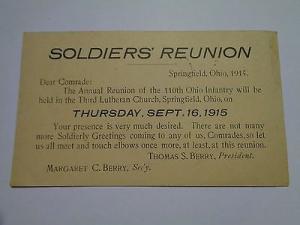 SOLDIERS' REUNION
Springfield, Ohio, 1915.
Dear Comrade:
The Annual Reunion of the 110th Ohio Infantry will be
held in the Third Lutheran Church, Springfield, Ohio, on
THURSDAY, SEPT. 16, 1915
Your presence is very much desired. There are not many
more Soldierly Greetings coming to any of us, Comrades, so let
us all meet and touch elbows once more, at least, at this reunion.
THOMAS S. BERRY, President.
MARGARET C. BERRY, Sec'y.